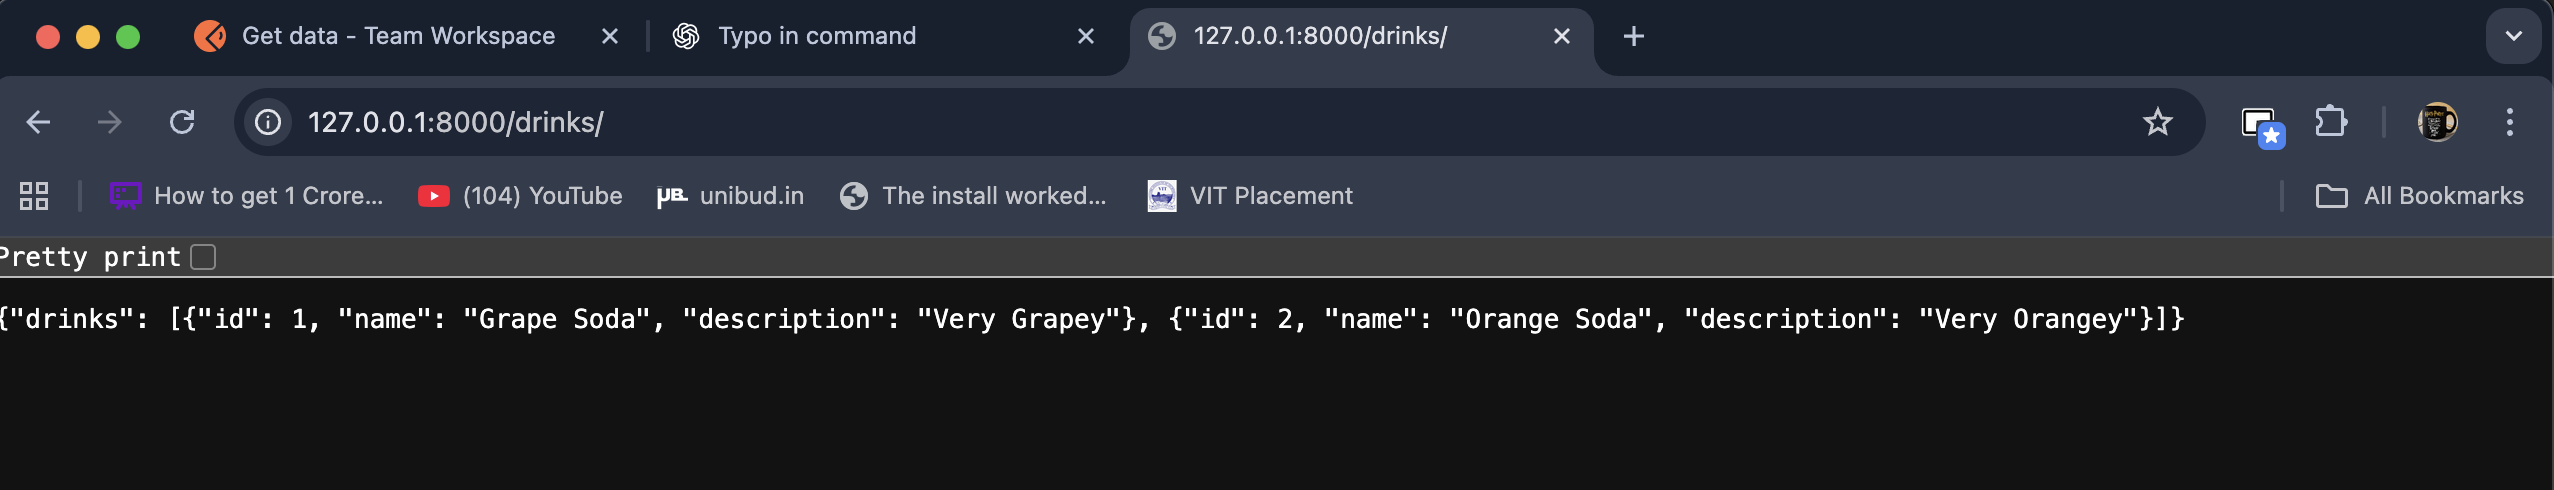 Get data - Team Workspace
Typo in command
127.0.0.1:8000/drinks/
127.0.0.1:8000/drinks/
How to get 1 Crore...
(104) YouTube
µB. unibud.in
The install worked...
VIT Placement
All Bookmarks
Pretty print
{"drinks": [{"id": 1, "name": "Grape Soda", "description": "Very Grapey"}, {"id": 2, "name": "Orange Soda", "description": "Very Orangey"}]}